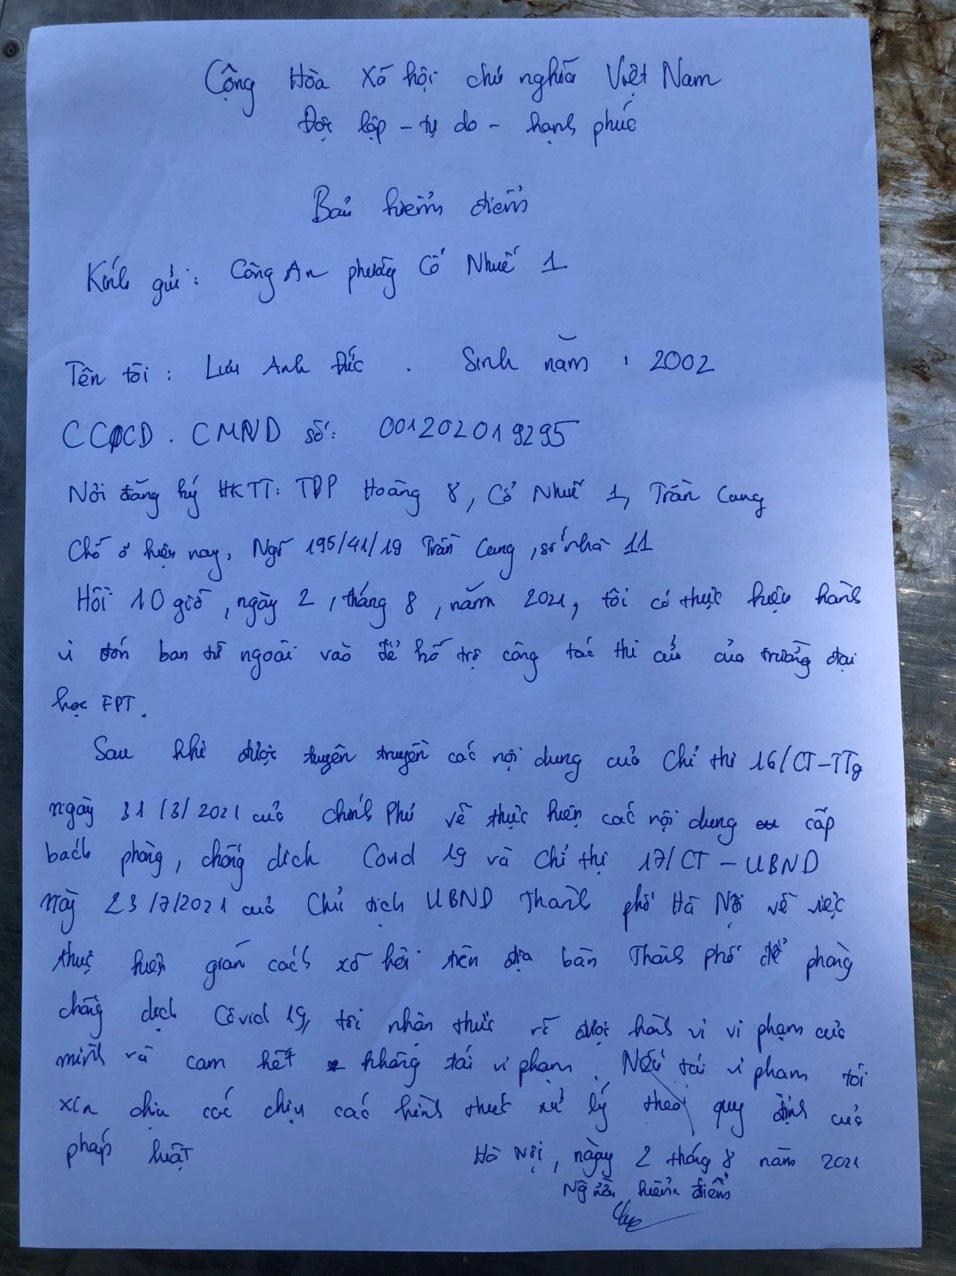 Cộng Hòa Xã hội chủ nghĩa Việt Nam
Độc lập - tự do - hạnh phúc
Bản kiểm điểm
Kính gửi: Công An phường Cổ Nhuế 1
Tên tôi: Lưu Anh Đức. Sinh năm: 2002
CCCD. CMND số: 001202019295
Nơi đăng ký HKTT: TDP Hoàng 8, Cổ Nhuế 1, Trần Cung
Chỗ ở hiện nay, Ngõ 195/41/19 Trần Cung, số nhà 11
Hồi 10 giờ, ngày 2, tháng 8, năm 2021, tôi có thực hiện hành
vi đón bạn từ ngoài vào để hỗ trợ công tác thi cử của trường đại
học FPT.
Sau khi được tuyên truyền các nội dung của Chỉ thị 16/CT-TTg
ngày 31/3/2021 của chính Phủ về thực hiện các nội dung cấp
bách phòng, chống dịch Covid 19 và Chỉ thị 17/CT-UBND
ngày 23/7/2021 của Chủ tịch UBND Thành phố Hà Nội về việc
thực hiện giãn cách xã hội trên địa bàn Thành phố để phòng
chống dịch Covid 19, tôi nhận thức rõ được hành vi vi phạm của
mình và cam kết không tái vi phạm. Nếu tái vi phạm tôi
xin chịu các chịu các hình thức xử lý theo quy định của
pháp luật
Hà Nội, ngày 2 tháng 8 năm 2021
Người kiểm điểm